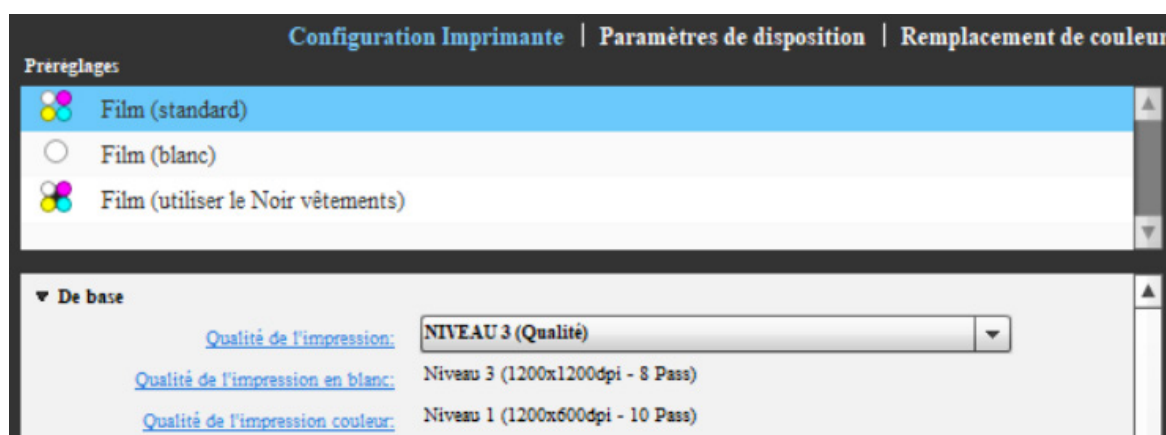 Configuration Imprimante | Paramètres de disposition | Remplacement de couleur
Préréglages
Film (standard)
Film (blanc)
Film (utiliser le Noir vêtements)
▼ De base
Qualité de l'impression: NIVEAU 3 (Qualité)
Qualité de l'impression en blanc: Niveau 3 (1200x1200dpi - 8 Pass)
Qualité de l'impression couleur: Niveau 1 (1200x600dpi - 10 Pass)